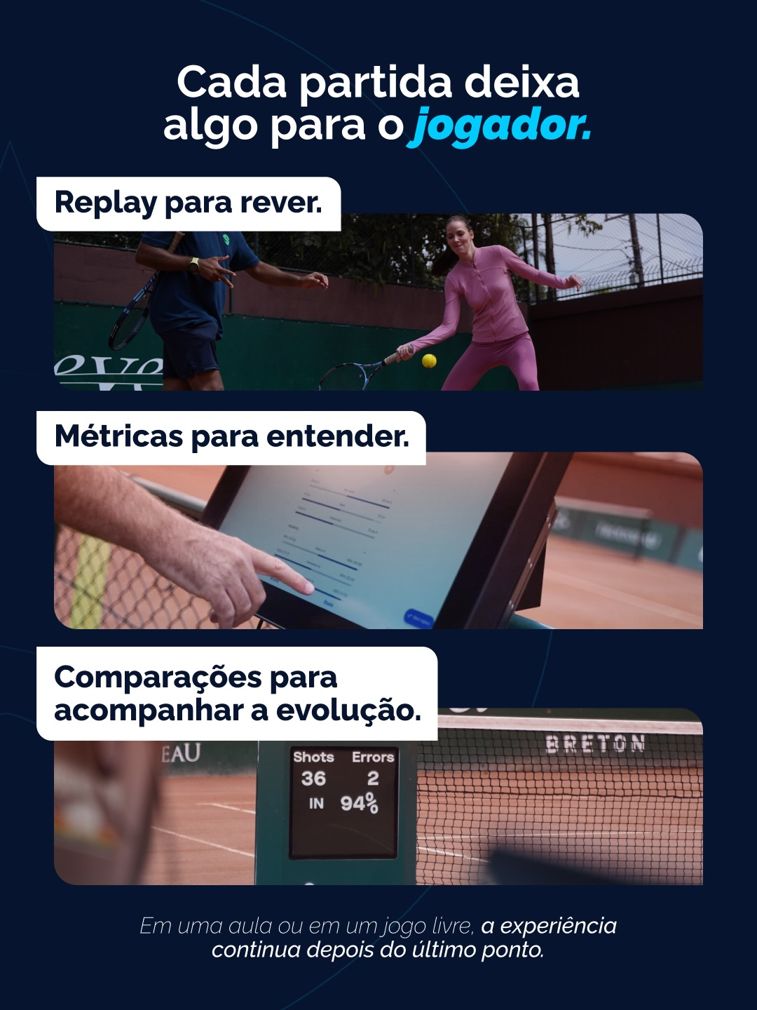 Cada partida deixa
algo para o jogador.
Replay para rever.
Métricas para entender.
Comparações para
acompanhar a evolução.
EAU
BRETON
Shots Errors
36 2
IN 94%
Em uma aula ou em um jogo livre, a experiência
continua depois do último ponto.